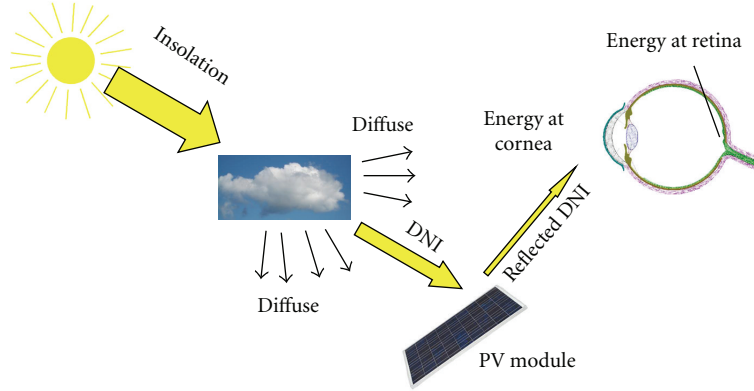 Insolation
Energy at retina
Diffuse
Energy at
cornea
DNI
Reflected DNI
Diffuse
PV module